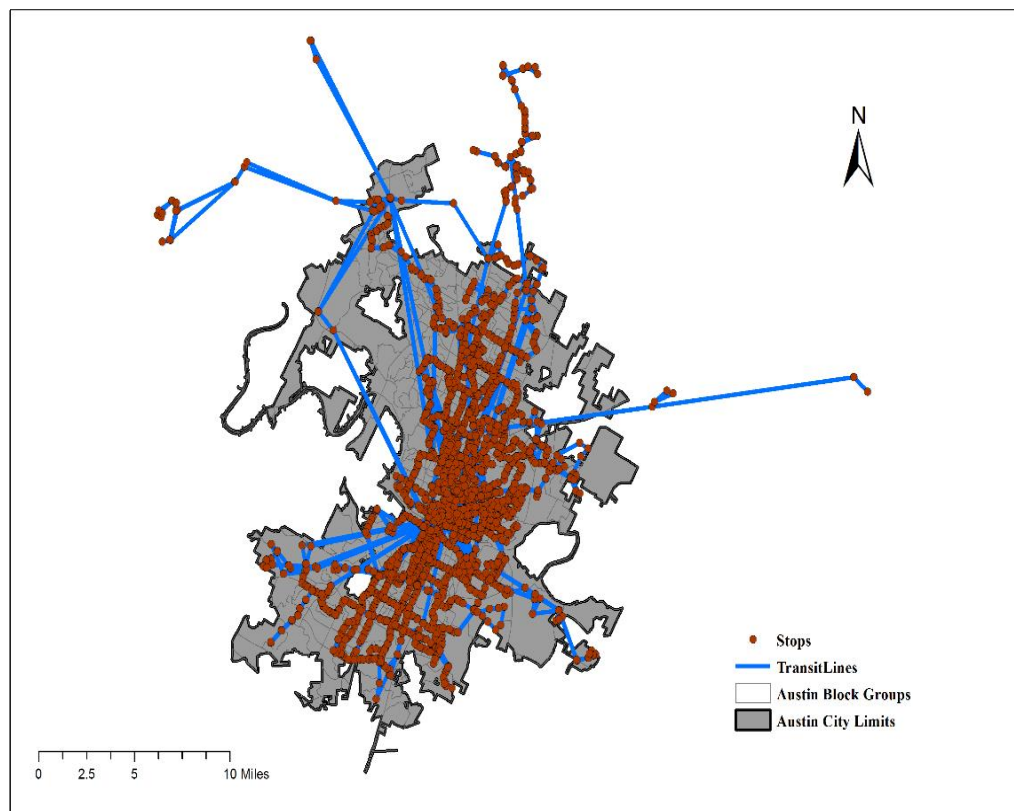 N
Stops
TransitLines
Austin Block Groups
Austin City Limits
0 2.5 5 10 Miles